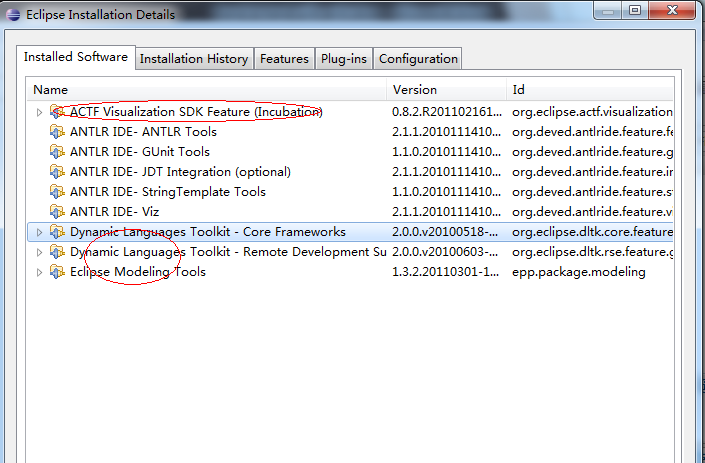 Eclipse Installation Details
Installed Software Installation History Features Plug-ins Configuration
Name Version Id
ACTF Visualization SDK Feature (Incubation) 0.8.2.R201102161... org.eclipse.actf.visualization
ANTLR IDE- ANTLR Tools 2.1.1.2010111410... org.deved.antlride.feature.fe
ANTLR IDE- GUnit Tools 1.1.0.2010111410... org.deved.antlride.feature.g
ANTLR IDE- JDT Integration (optional) 2.1.1.2010111410... org.deved.antlride.feature.in
ANTLR IDE- StringTemplate Tools 1.1.0.2010111410... org.deved.antlride.feature.s
ANTLR IDE- Viz 2.1.1.2010111410... org.deved.antlride.feature.v
Dynamic Languages Toolkit - Core Frameworks 2.0.0.v20100518-... org.eclipse.dltk.core.feature
Dynamic Languages Toolkit - Remote Development Su 2.0.0.v20100603-... org.eclipse.dltk.rse.feature.g
Eclipse Modeling Tools 1.3.2.20110301-1... epp.package.modeling